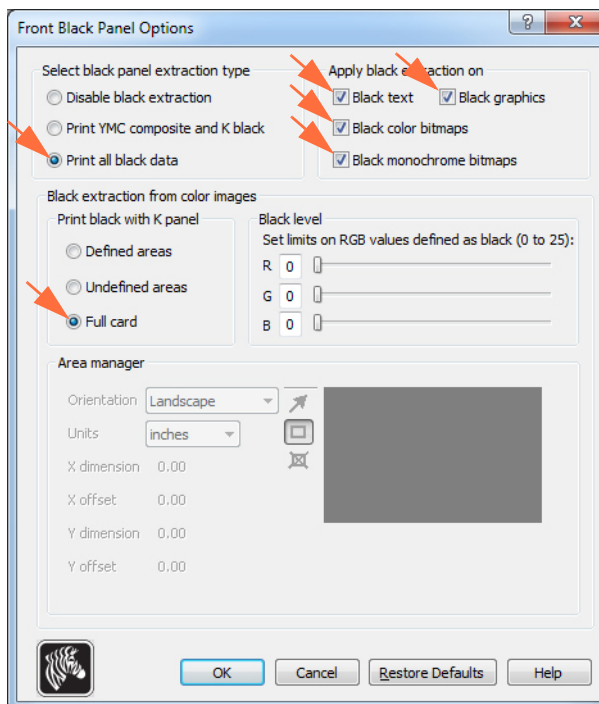 Front Black Panel Options
Select black panel extraction type
Disable black extraction
Print YMC composite and K black
Print all black data
Apply black extraction on
Black text
Black graphics
Black color bitmaps
Black monochrome bitmaps
Black extraction from color images
Print black with K panel
Defined areas
Undefined areas
Full card
Black level
Set limits on RGB values defined as black (0 to 25):
R 0
G 0
B 0
Area manager
Orientation Landscape
Units inches
X dimension 0.00
X offset 0.00
Y dimension 0.00
Y offset 0.00
OK Cancel Restore Defaults Help